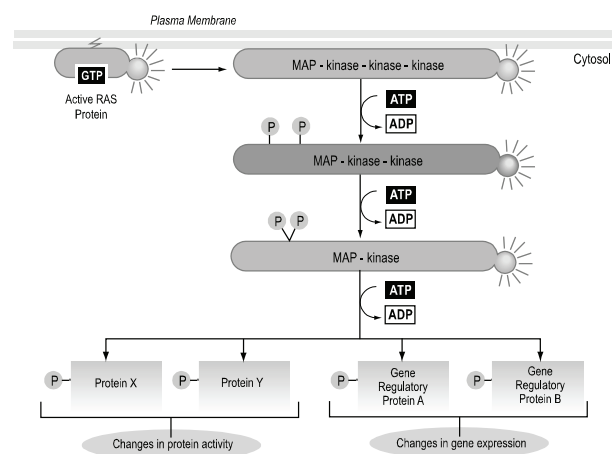 Plasma Membrane
Cytosol
GTP
MAP - kinase - kinase - kinase
Active RAS
Protein
ATP
ADP
P P
MAP - kinase - kinase
ATP
ADP
P P
MAP - kinase
ATP
ADP
P
Protein X
P
Protein Y
P
Gene
Regulatory
Protein A
P
Gene
Regulatory
Protein B
Changes in protein activity
Changes in gene expression